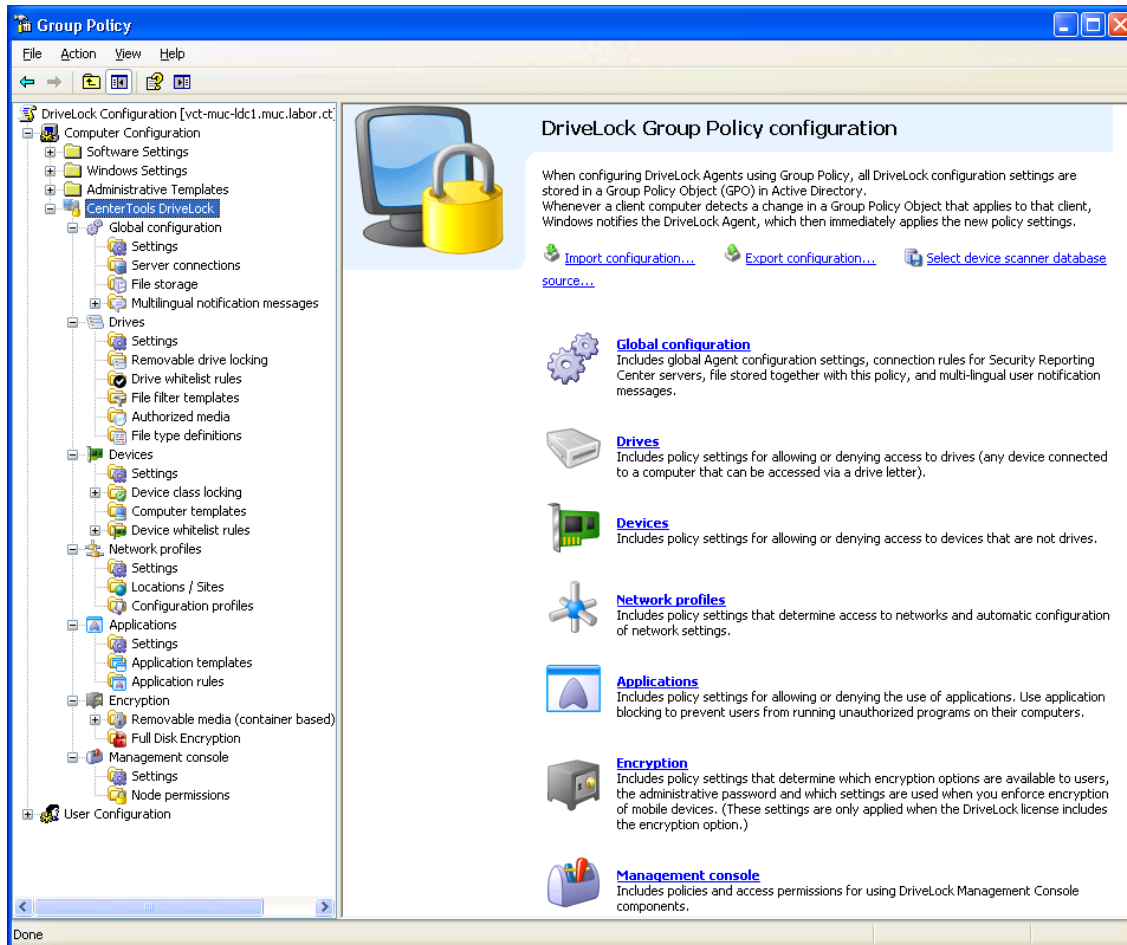 Group Policy
File Action View Help
DriveLock Configuration [vct-muc-ldc1.muc.labor.ct]
Computer Configuration
Software Settings
Windows Settings
Administrative Templates
CenterTools DriveLock
Global configuration
Settings
Server connections
File storage
Multilingual notification messages
Drives
Settings
Removable drive locking
Drive whitelist rules
File filter templates
Authorized media
File type definitions
Devices
Settings
Device class locking
Computer templates
Device whitelist rules
Network profiles
Settings
Locations / Sites
Configuration profiles
Applications
Settings
Application templates
Application rules
Encryption
Removable media (container based)
Full Disk Encryption
Management console
Settings
Node permissions
User Configuration
DriveLock Group Policy configuration
When configuring DriveLock Agents using Group Policy, all DriveLock configuration settings are
stored in a Group Policy Object (GPO) in Active Directory.
Whenever a client computer detects a change in a Group Policy Object that applies to that client,
Windows notifies the DriveLock Agent, which then immediately applies the new policy settings.
Import configuration... Export configuration... Select device scanner database
source...
Global configuration
Includes global Agent configuration settings, connection rules for Security Reporting
Center servers, file stored together with this policy, and multi-lingual user notification
messages.
Drives
Includes policy settings for allowing or denying access to drives (any device connected
to a computer that can be accessed via a drive letter).
Devices
Includes policy settings for allowing or denying access to devices that are not drives.
Network profiles
Includes policy settings that determine access to networks and automatic configuration
of network settings.
Applications
Includes policy settings for allowing or denying the use of applications. Use application
blocking to prevent users from running unauthorized programs on their computers.
Encryption
Includes policy settings that determine which encryption options are available to users,
the administrative password and which settings are used when you enforce encryption
of mobile devices. (These settings are only applied when the DriveLock license includes
the encryption option.)
Management console
Includes policies and access permissions for using DriveLock Management Console
components.
Done